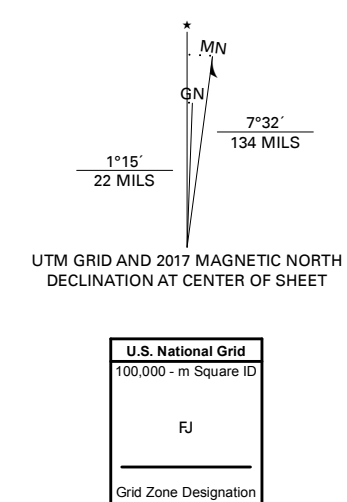 ★
MN
GN
7°32´
134 MILS
1°15´
22 MILS
UTM GRID AND 2017 MAGNETIC NORTH
DECLINATION AT CENTER OF SHEET
U.S. National Grid
100,000 - m Square ID
FJ
Grid Zone Designation